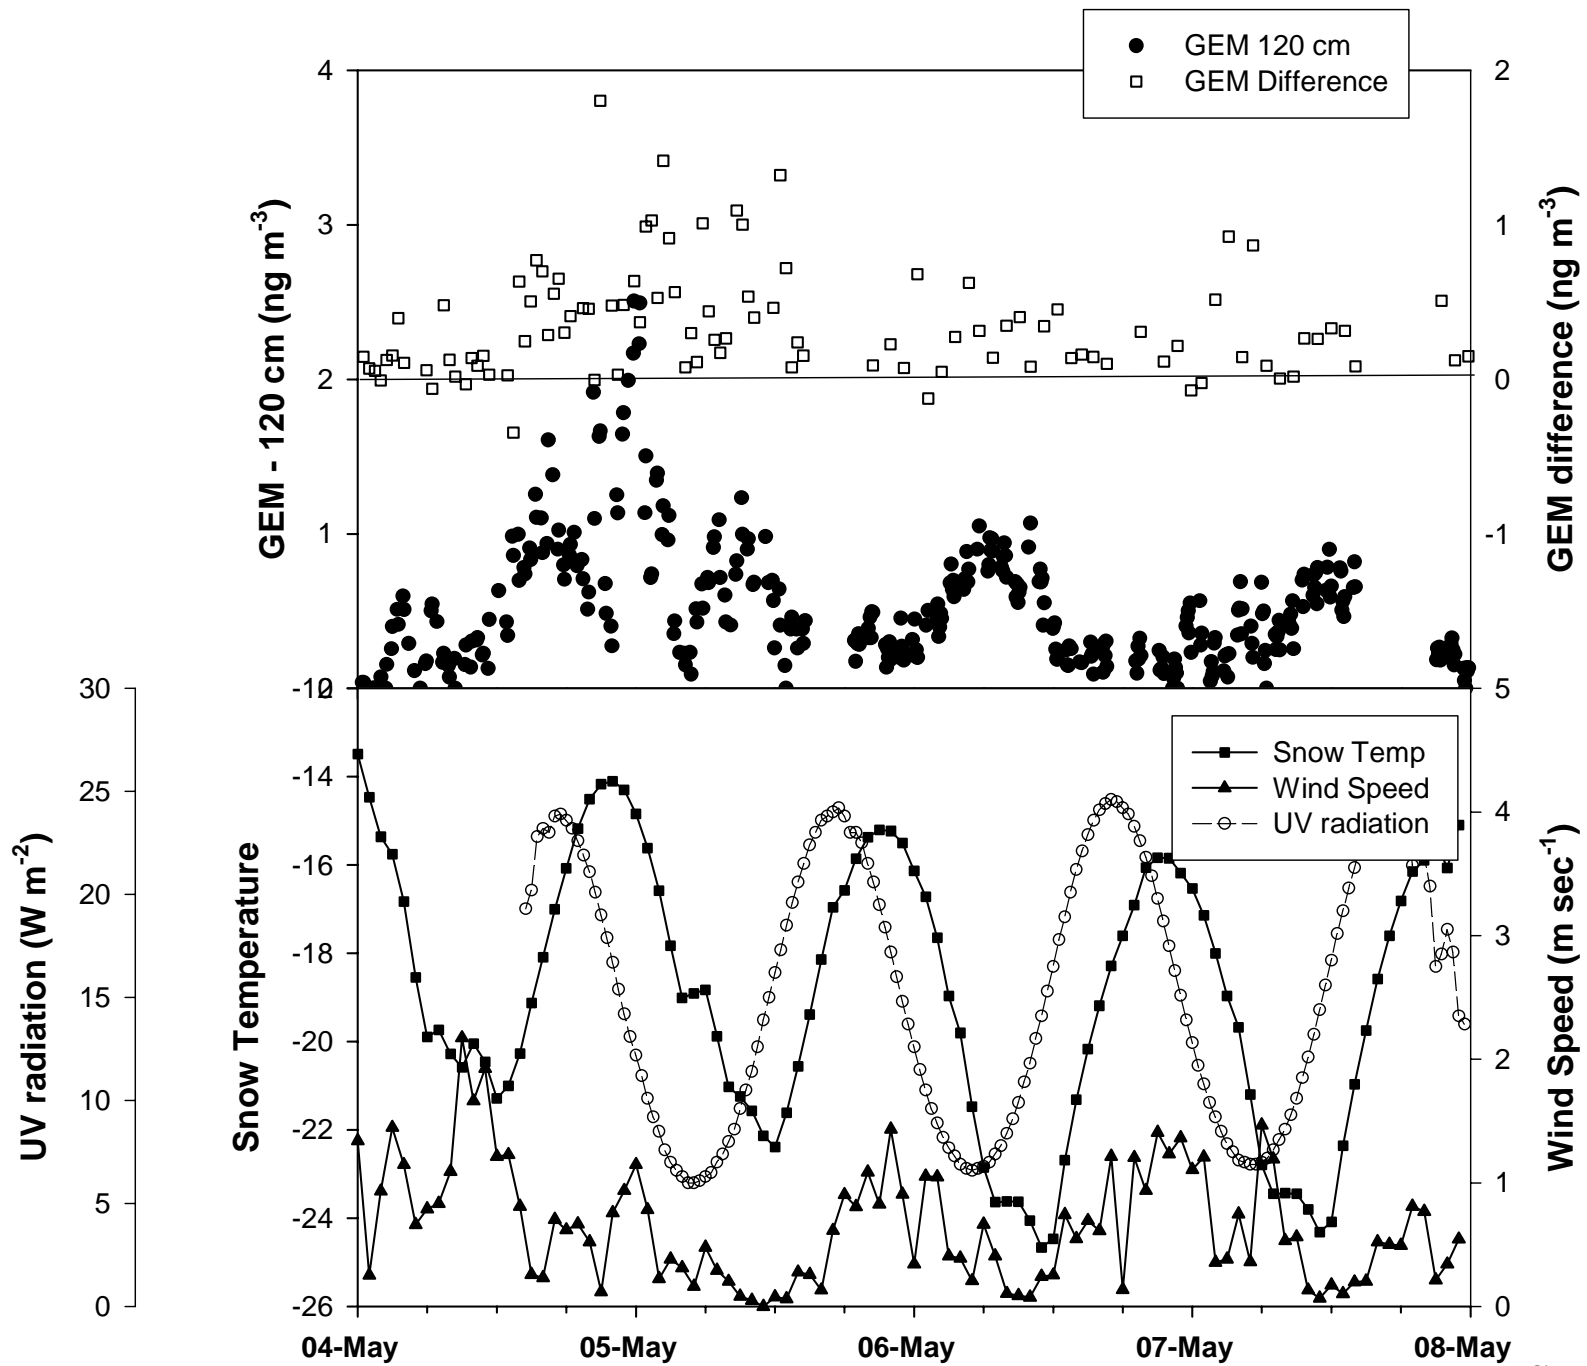 GEM 120 cm
GEM Difference
4
3
2
1
2
1
0
-1
GEM - 120 cm (ng m-3)
GEM difference (ng m-3)
30
25
20
15
10
5
0
UV radiation (W m-2)
-12
-14
-16
-18
-20
-22
-24
-26
Snow Temperature
Snow Temp
Wind Speed
UV radiation
5
4
3
2
1
0
Wind Speed (m sec-1)
04-May 05-May 06-May 07-May 08-May